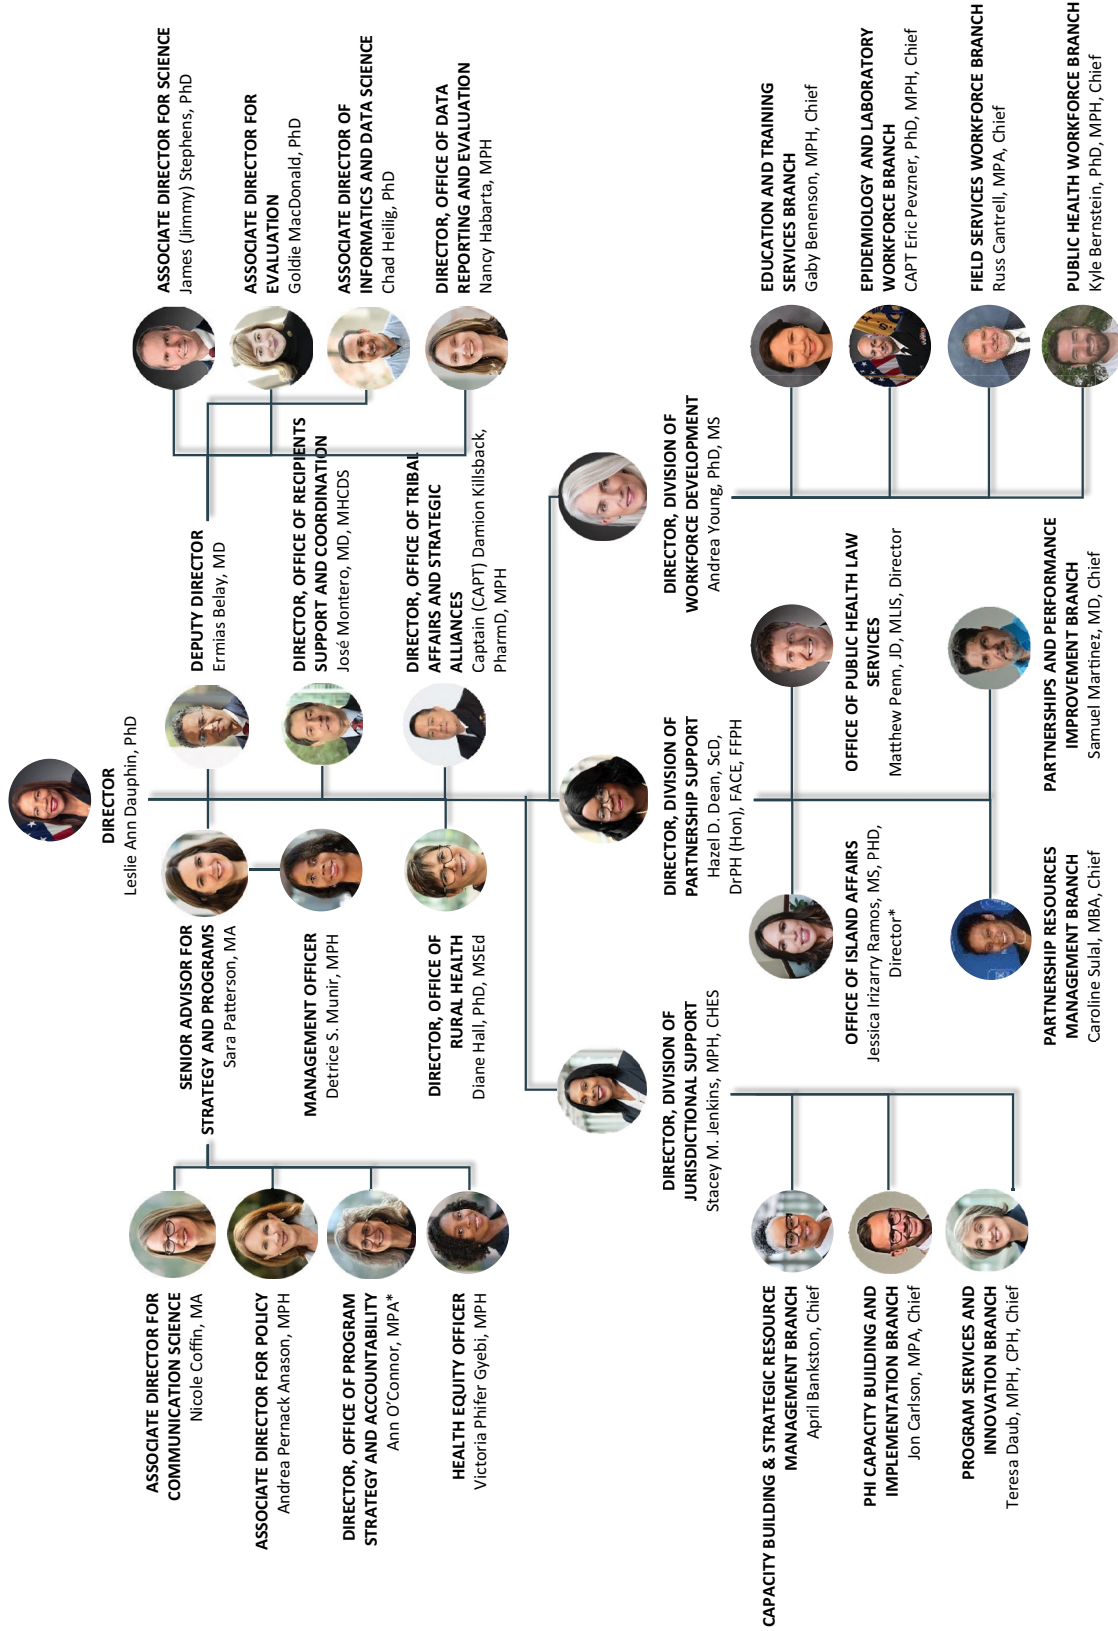 DIRECTOR
Leslie Ann Dauphin, PhD
SENIOR ADVISOR FOR
STRATEGY AND PROGRAMS
Sara Patterson, MA
DEPUTY DIRECTOR
Ermias Belay, MD
MANAGEMENT OFFICER
Detrice S. Munir, MPH
DIRECTOR, OFFICE OF RECIPIENTS
SUPPORT AND COORDINATION
José Montero, MD, MHCDS
DIRECTOR, OFFICE OF
RURAL HEALTH
Diane Hall, PhD, MSEd
DIRECTOR, OFFICE OF TRIBAL
AFFAIRS AND STRATEGIC
ALLIANCES
Captain (CAPT) Damion Killsback,
PharmD, MPH
ASSOCIATE DIRECTOR FOR
COMMUNICATION SCIENCE
Nicole Coffin, MA
ASSOCIATE DIRECTOR FOR POLICY
Andrea Pernack Anason, MPH
DIRECTOR, OFFICE OF PROGRAM
STRATEGY AND ACCOUNTABILITY
Ann O’Connor, MPA*
HEALTH EQUITY OFFICER
Victoria Phifer Gyebi, MPH
ASSOCIATE DIRECTOR FOR SCIENCE
James (Jimmy) Stephens, PhD
ASSOCIATE DIRECTOR FOR
EVALUATION
Goldie MacDonald, PhD
ASSOCIATE DIRECTOR OF
INFORMATICS AND DATA SCIENCE
Chad Heilig, PhD
DIRECTOR, OFFICE OF DATA
REPORTING AND EVALUATION
Nancy Habarta, MPH
DIRECTOR, DIVISION OF
JURISDICTIONAL SUPPORT
Stacey M. Jenkins, MPH, CHES
CAPACITY BUILDING & STRATEGIC RESOURCE
MANAGEMENT BRANCH
April Bankston, Chief
PHI CAPACITY BUILDING AND
IMPLEMENTATION BRANCH
Jon Carlson, MPA, Chief
PROGRAM SERVICES AND
INNOVATION BRANCH
Teresa Daub, MPH, CPH, Chief
DIRECTOR, DIVISION OF
PARTNERSHIP SUPPORT
Hazel D. Dean, ScD,
DrPH (Hon), FACE, FFPH
OFFICE OF ISLAND AFFAIRS
Jessica Irizarry Ramos, MS, PHD,
Director*
OFFICE OF PUBLIC HEALTH LAW
SERVICES
Matthew Penn, JD, MLIS, Director
PARTNERSHIP RESOURCES
MANAGEMENT BRANCH
Caroline Sulal, MBA, Chief
PARTNERSHIPS AND PERFORMANCE
IMPROVEMENT BRANCH
Samuel Martinez, MD, Chief
DIRECTOR, DIVISION OF
WORKFORCE DEVELOPMENT
Andrea Young, PhD, MS
EDUCATION AND TRAINING
SERVICES BRANCH
Gaby Benenson, MPH, Chief
EPIDEMIOLOGY AND LABORATORY
WORKFORCE BRANCH
CAPT Eric Pevzner, PhD, MPH, Chief
FIELD SERVICES WORKFORCE BRANCH
Russ Cantrell, MPA, Chief
PUBLIC HEALTH WORKFORCE BRANCH
Kyle Bernstein, PhD, MPH, Chief